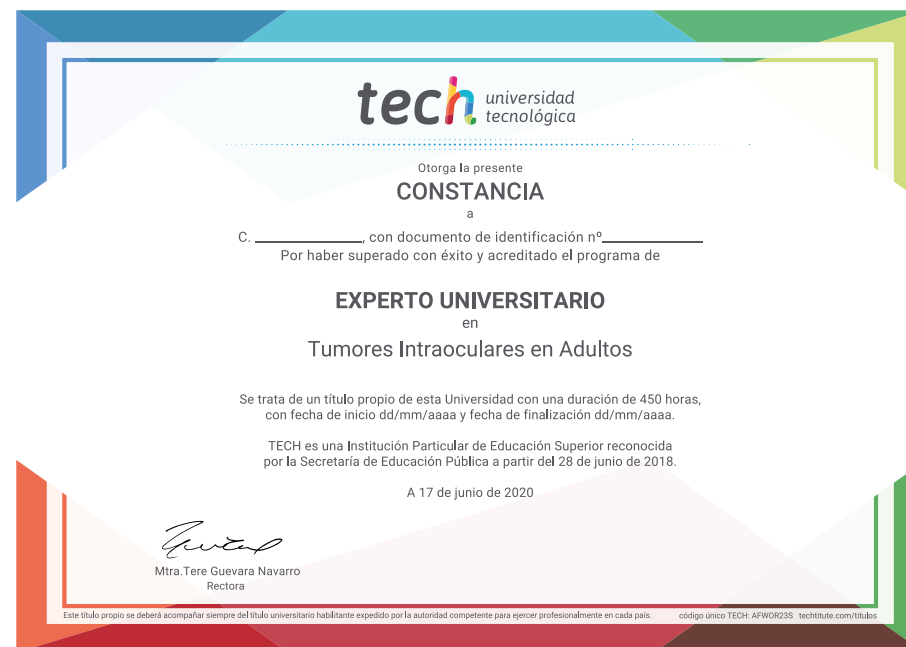 tech universidad
tecnológica
Otorga la presente
CONSTANCIA
a
C. ______________, con documento de identificación nº______________
Por haber superado con éxito y acreditado el programa de
EXPERTO UNIVERSITARIO
en
Tumores Intraoculares en Adultos
Se trata de un título propio de esta Universidad con una duración de 450 horas,
con fecha de inicio dd/mm/aaaa y fecha de finalización dd/mm/aaaa.
TECH es una Institución Particular de Educación Superior reconocida
por la Secretaría de Educación Pública a partir del 28 de junio de 2018.
A 17 de junio de 2020
Mtra.Tere Guevara Navarro
Rectora
Este título propio se deberá acompañar siempre del título universitario habilitante expedido por la autoridad competente para ejercer profesionalmente en cada país. código único TECH: AFWOR23S techtitute.com/titulos